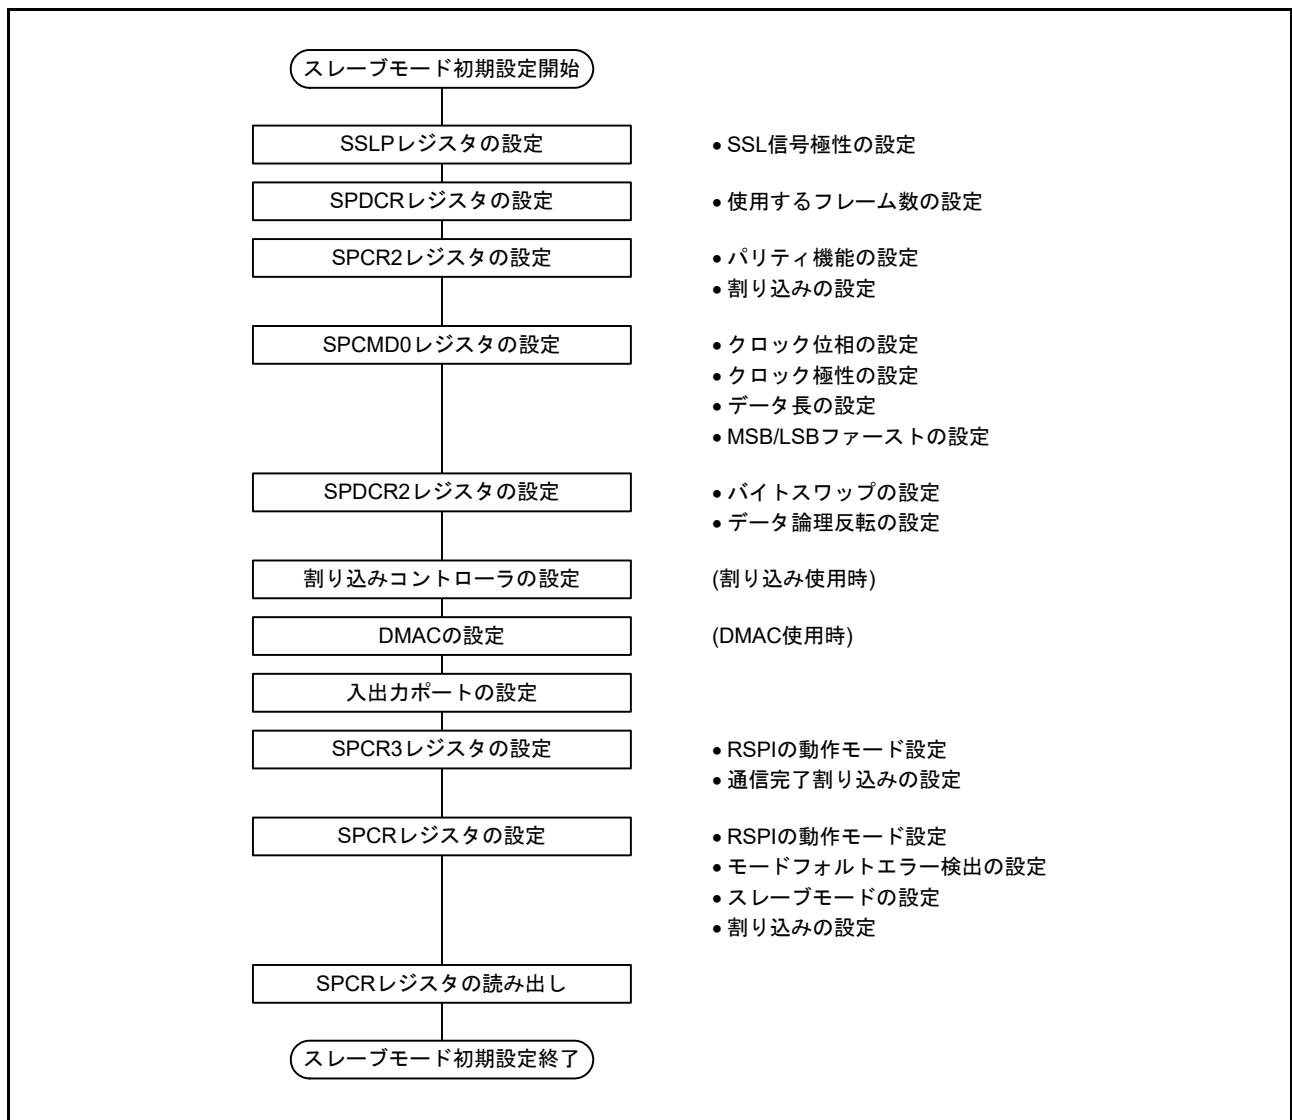 スレーブモード初期設定開始
SSLPレジスタの設定
• SSL信号極性の設定
SPDCRレジスタの設定
• 使用するフレーム数の設定
SPCR2レジスタの設定
• パリティ機能の設定
• 割り込みの設定
SPCMD0レジスタの設定
• クロック位相の設定
• クロック極性の設定
• データ長の設定
• MSB/LSBファーストの設定
SPDCR2レジスタの設定
• バイトスワップの設定
• データ論理反転の設定
割り込みコントローラの設定
(割り込み使用時)
DMACの設定
(DMAC使用時)
入出力ポートの設定
SPCR3レジスタの設定
• RSPIの動作モード設定
• 通信完了割り込みの設定
SPCRレジスタの設定
• RSPIの動作モード設定
• モードフォルトエラー検出の設定
• スレーブモードの設定
• 割り込みの設定
SPCRレジスタの読み出し
スレーブモード初期設定終了